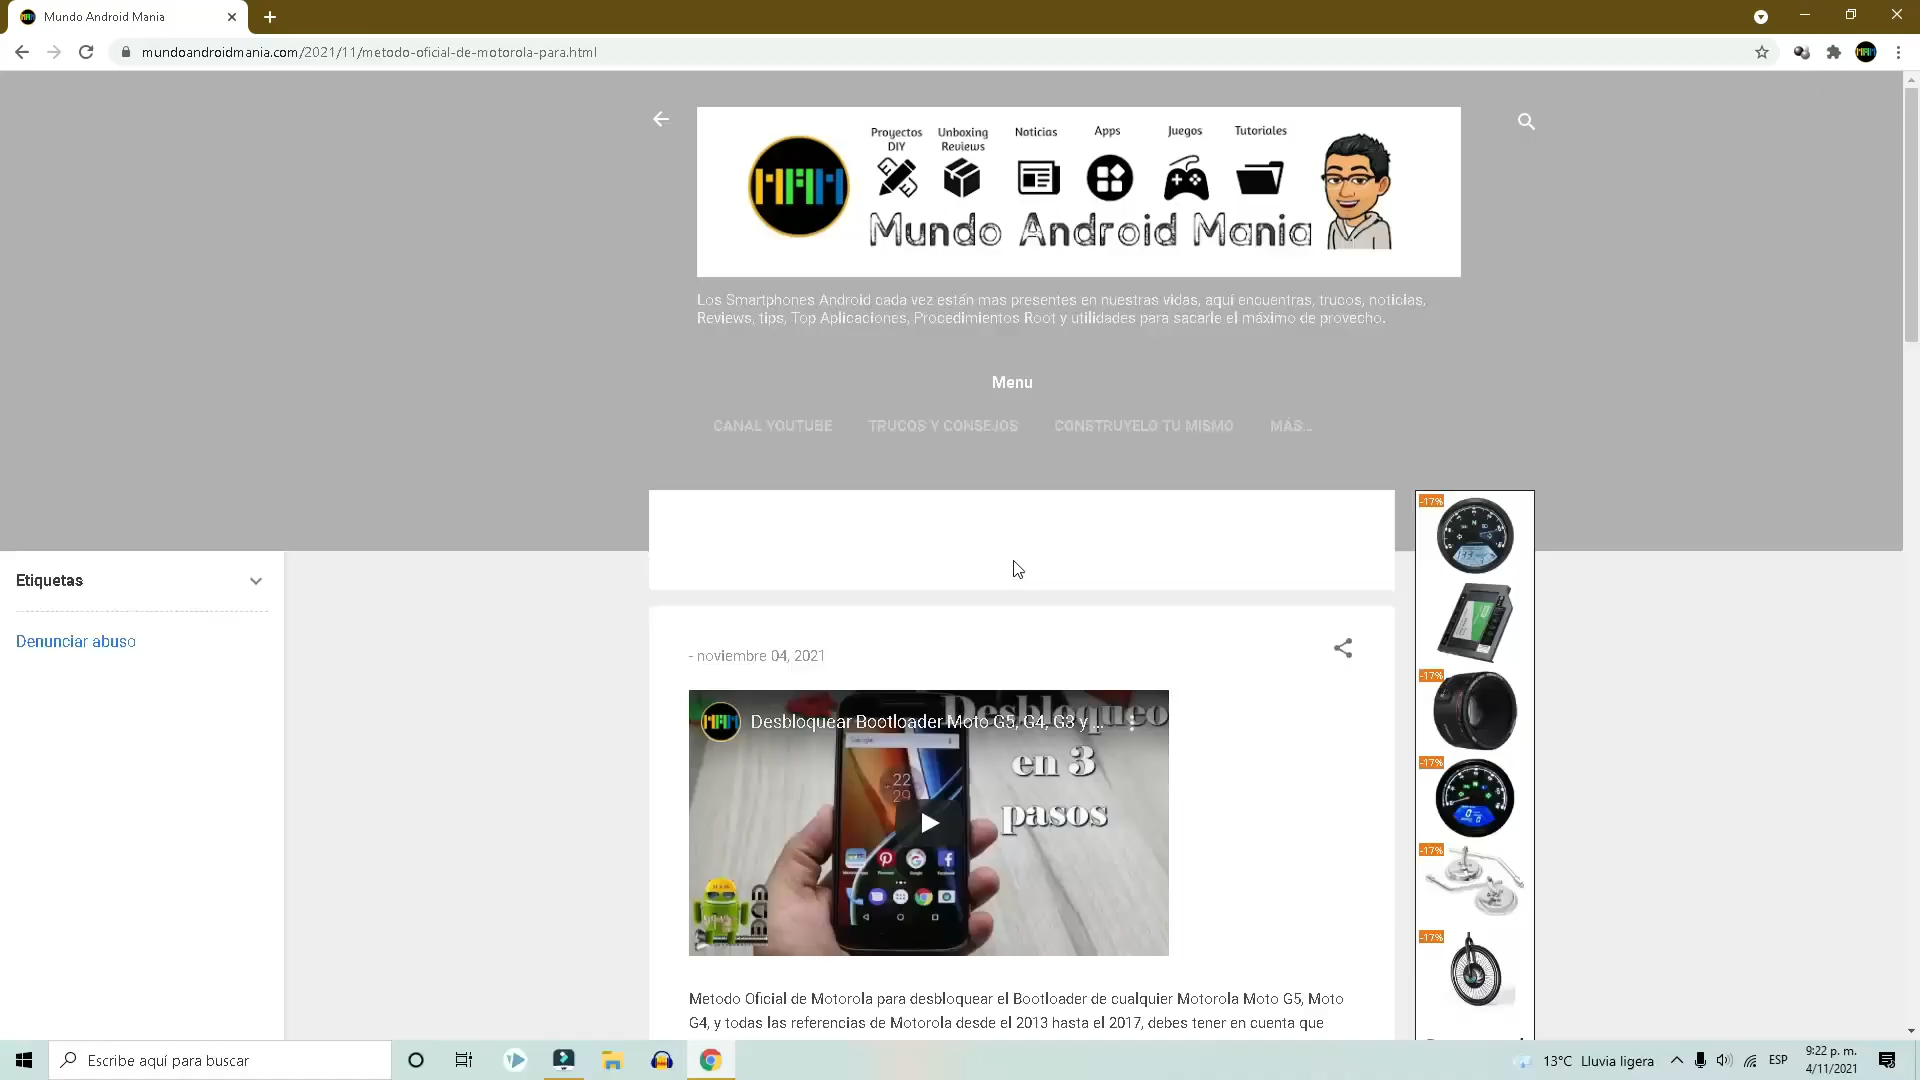 Mundo Android Mania
mundoandroidmania.com/2021/11/metodo-oficial-de-motorola-para.html
Proyectos
DIY
Unboxing
Reviews
Noticias
Apps
Juegos
Tutoriales
MAM
Mundo Android Mania
Los Smartphones Android cada vez están mas presentes en nuestras vidas, aquí encuentras, trucos, noticias,
Reviews, tips, Top Aplicaciones, Procedimientos Root y utilidades para sacarle el máximo de provecho.
Menu
CANAL YOUTUBE
TRUCOS Y CONSEJOS
CONSTRUYELO TU MISMO
MÁS…
Etiquetas
Denunciar abuso
- noviembre 04, 2021
Desbloquear Bootloader Moto G5, G4, G3 y ...
Desbloqueo
en 3
pasos
22
29
Google
Metodo Oficial de Motorola para desbloquear el Bootloader de cualquier Motorola Moto G5, Moto
G4, y todas las referencias de Motorola desde el 2013 hasta el 2017, debes tener en cuenta que
-17%
-17%
-17%
-17%
-17%
Escribe aquí para buscar
13°C Lluvia ligera
ESP
9:22 p. m.
4/11/2021